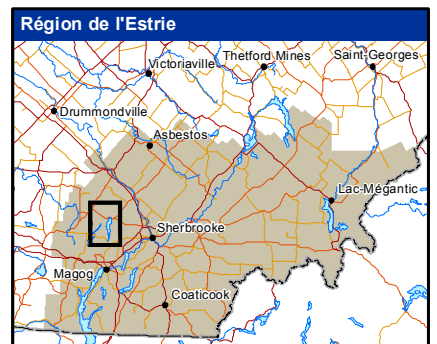 Région de l'Estrie
Victoriaville
Thetford Mines
Saint-Georges
Drummondville
Asbestos
Lac-Mégantic
Sherbrooke
Magog
Coaticook